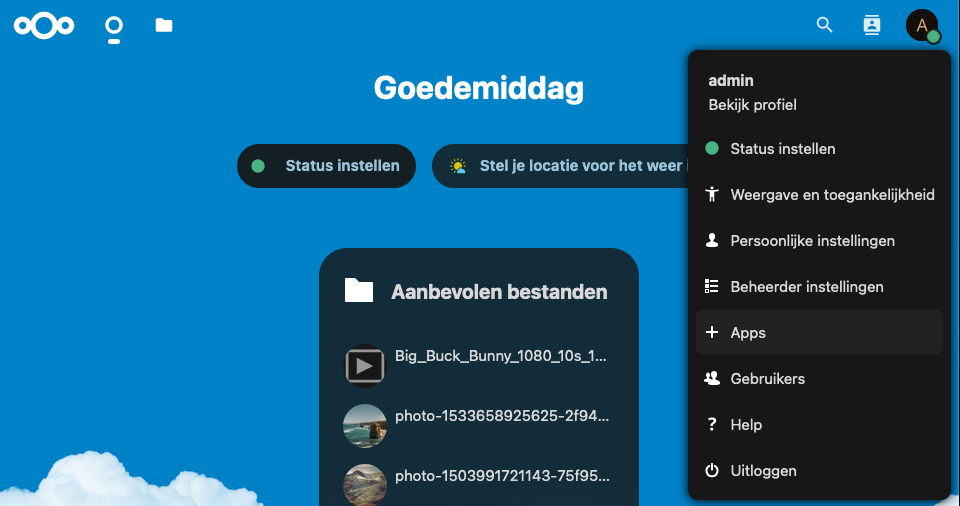 A
Goedemiddag
Status instellen
Stel je locatie voor het weer
Aanbevolen bestanden
Big_Buck_Bunny_1080_10s_1...
photo-1533658925625-2f94...
photo-1503991721143-75f95...
admin
Bekijk profiel
Status instellen
Weergave en toegankelijkheid
Persoonlijke instellingen
Beheerder instellingen
Apps
Gebruikers
Help
Uitloggen